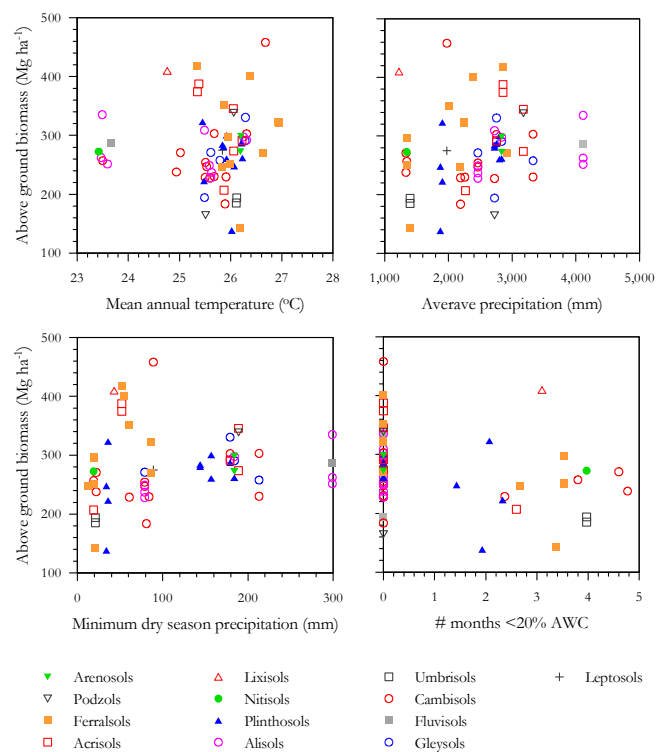 500
400
300
200
100
Above ground biomass (Mg ha-1)
23 24 25 26 27 28
Mean annual temperature (ºC)
1,000 2,000 3,000 4,000 5,000
Averave precipitation (mm)
500
400
300
200
100
Above ground biomass (Mg ha-1)
0 100 200 300
Minimum dry season precipitation (mm)
0 1 2 3 4 5
# months <20% AWC
Arenosols Lixisols Umbrisols Leptosols
Podzols Nitisols Cambisols
Ferralsols Plinthosols Fluvisols
Acrisols Alisols Gleysols